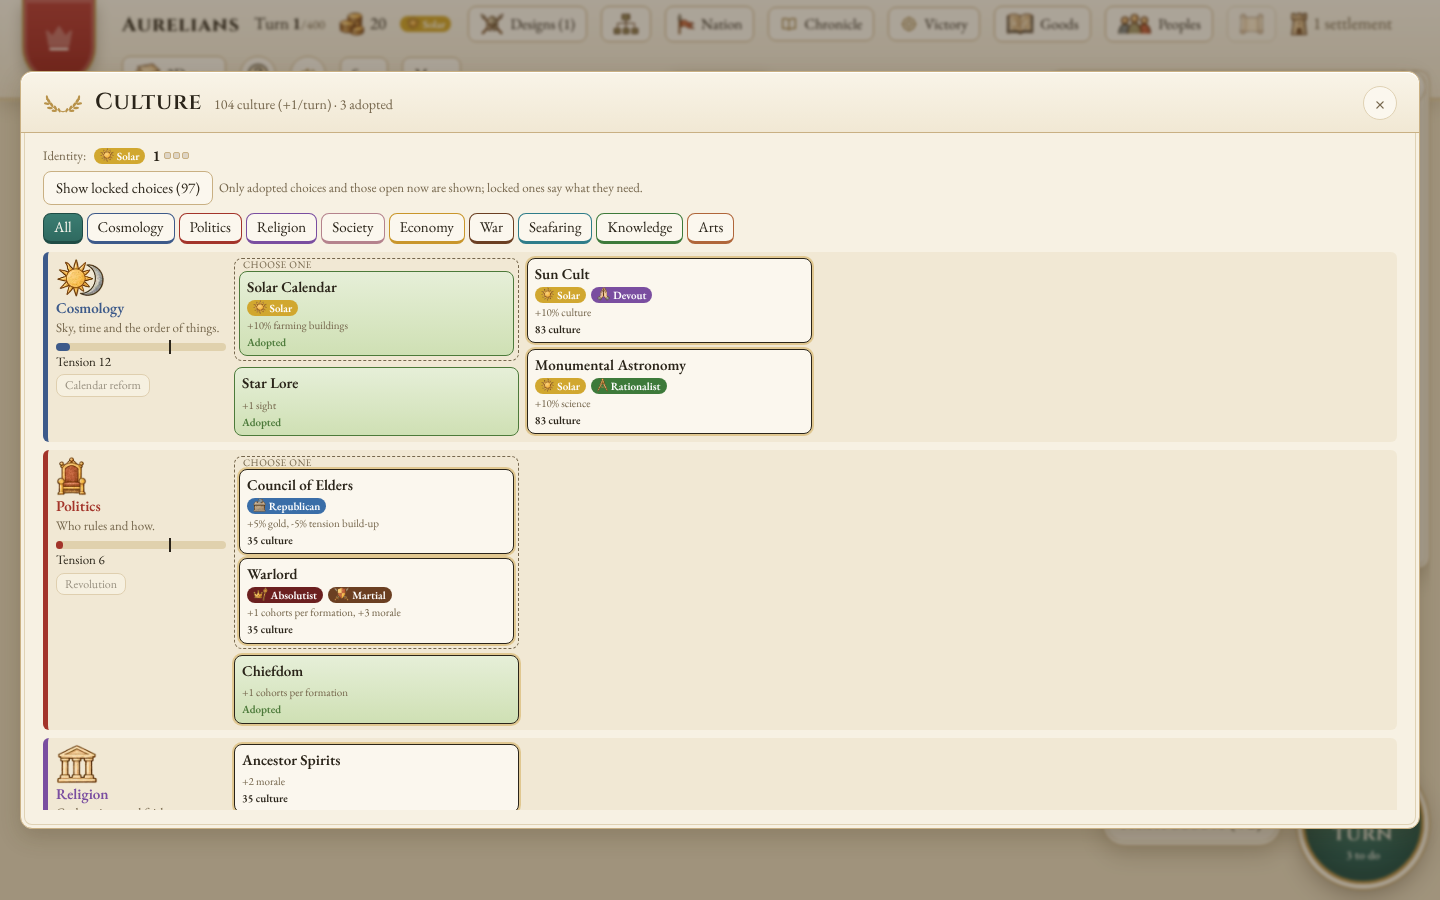 AURELIANS
Turn 1/400
20
Solar
Designs (1)
Nation
Chronicle
Victory
Goods
Peoples
1 settlement
CULTURE
104 culture (+1/turn) · 3 adopted
×
Identity:
Solar
1
Show locked choices (97)
Only adopted choices and those open now are shown; locked ones say what they need.
All
Cosmology
Politics
Religion
Society
Economy
War
Seafaring
Knowledge
Arts
Cosmology
Sky, time and the order of things.
Tension 12
Calendar reform
CHOOSE ONE
Solar Calendar
Solar
+10% farming buildings
Adopted
Star Lore
+1 sight
Adopted
Sun Cult
Solar
Devout
+10% culture
83 culture
Monumental Astronomy
Solar
Rationalist
+10% science
83 culture
Politics
Who rules and how.
Tension 6
Revolution
CHOOSE ONE
Council of Elders
Republican
+5% gold, -5% tension build-up
35 culture
Warlord
Absolutist
Martial
+1 cohorts per formation, +3 morale
35 culture
Chiefdom
+1 cohorts per formation
Adopted
Religion
Ancestor Spirits
+2 morale
35 culture
TURN
3 to do